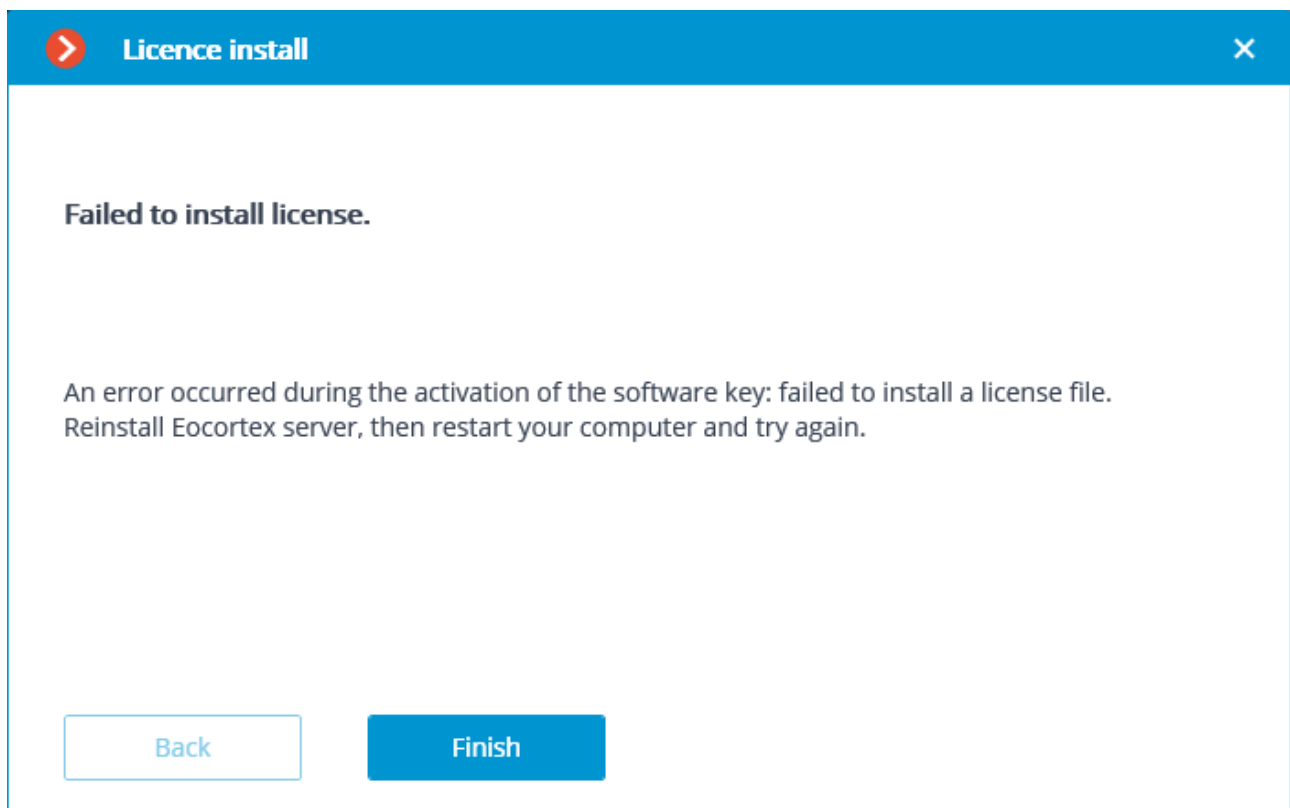 Licence install
Failed to install license.
An error occurred during the activation of the software key: failed to install a license file.
Reinstall Eocortex server, then restart your computer and try again.
Back
Finish